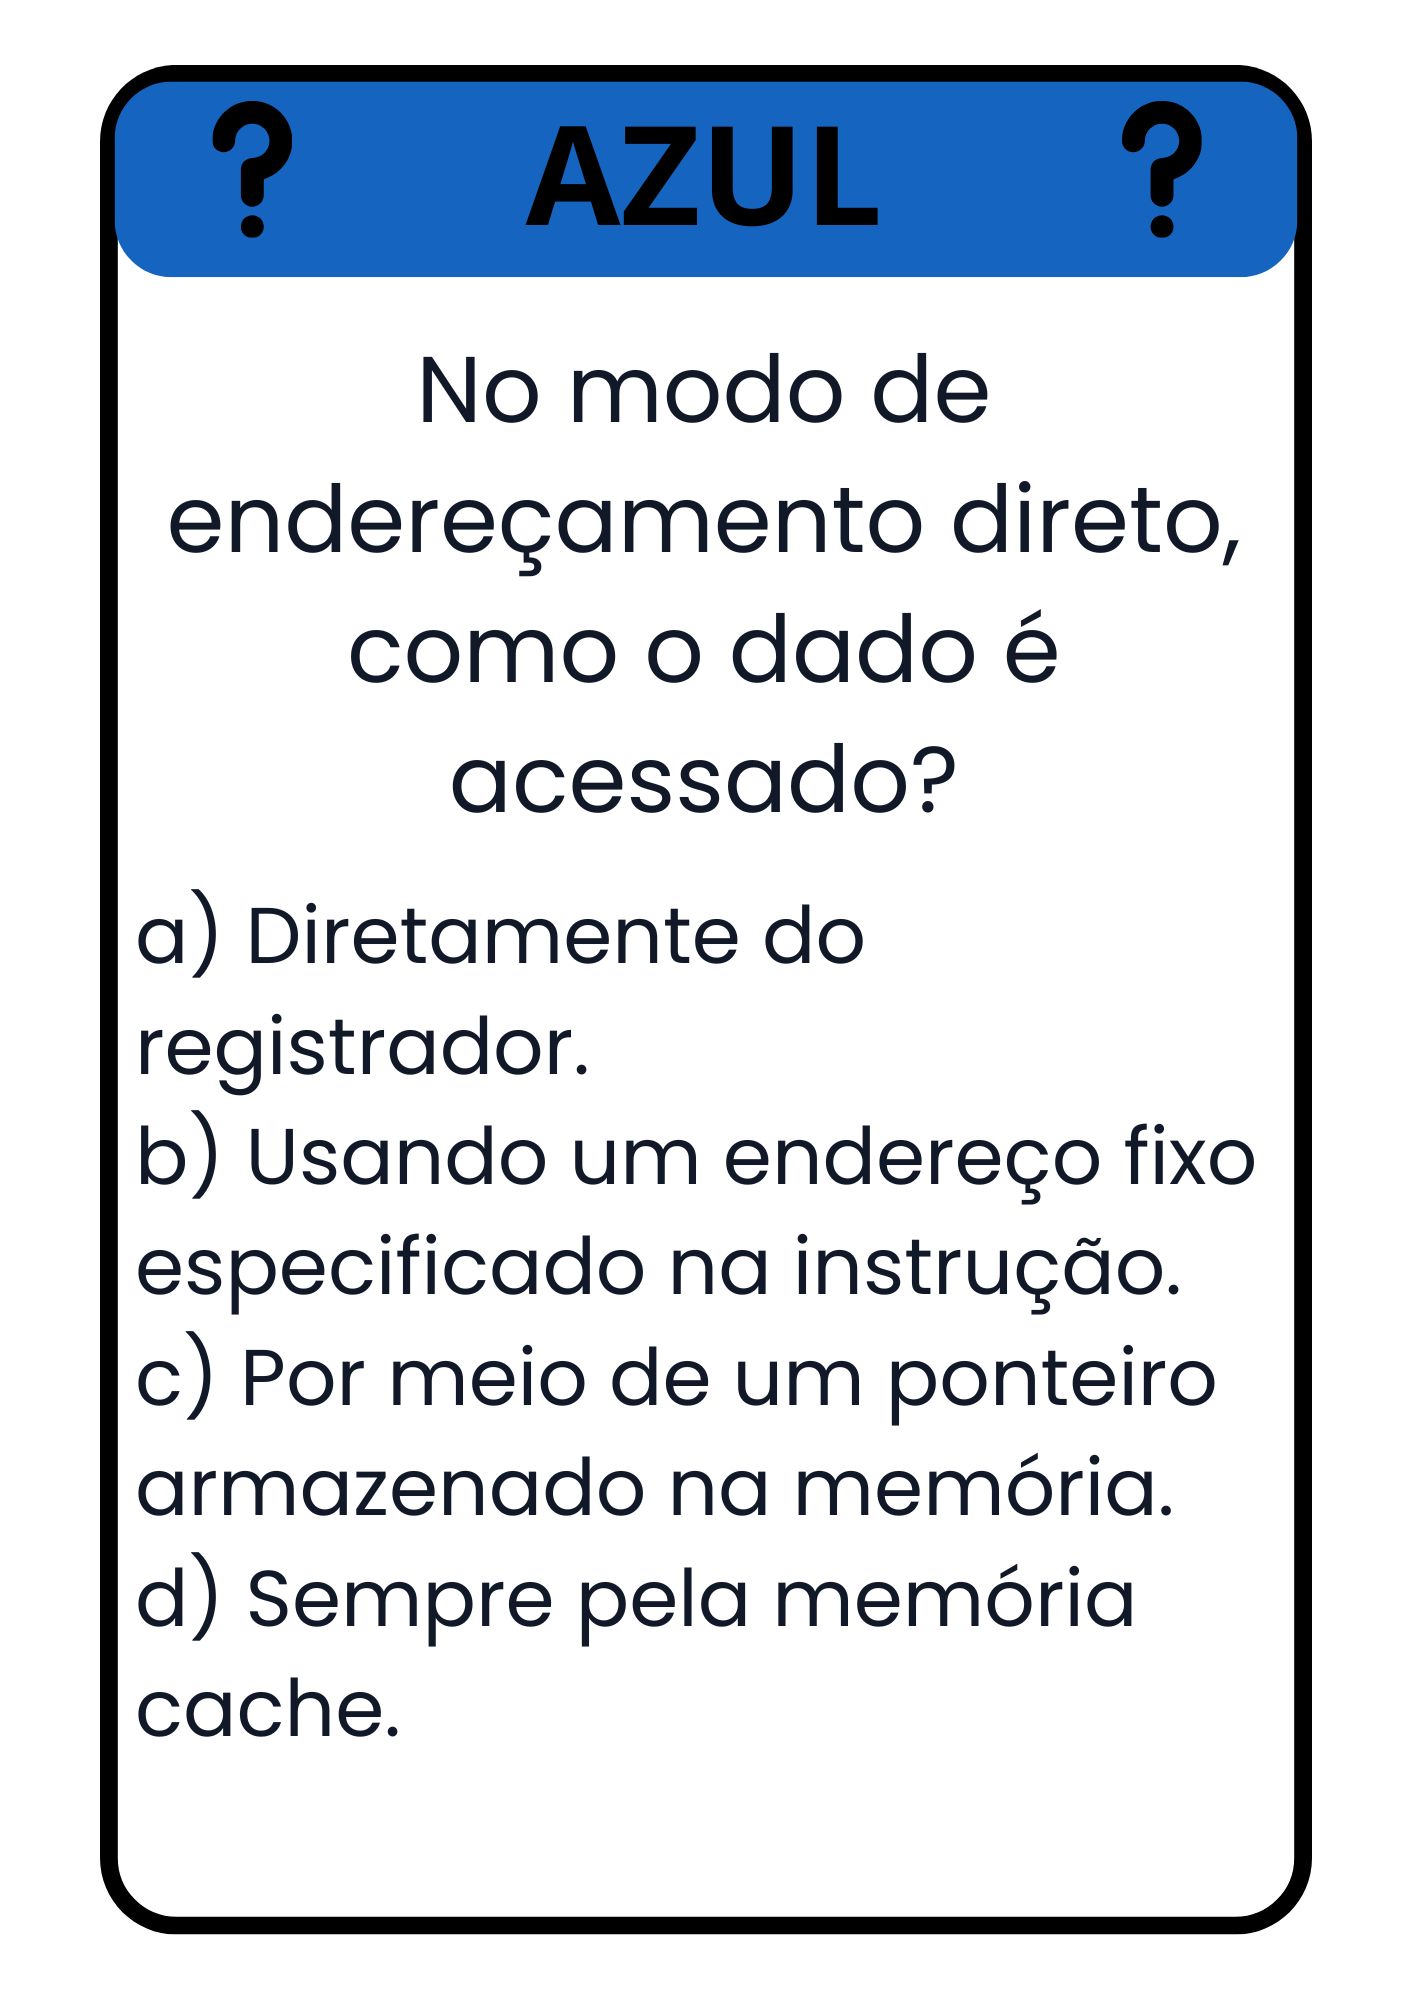 ? AZUL ?
No modo de
endereçamento direto,
como o dado é
acessado?
a) Diretamente do
registrador.
b) Usando um endereço fixo
especificado na instrução.
c) Por meio de um ponteiro
armazenado na memória.
d) Sempre pela memória
cache.